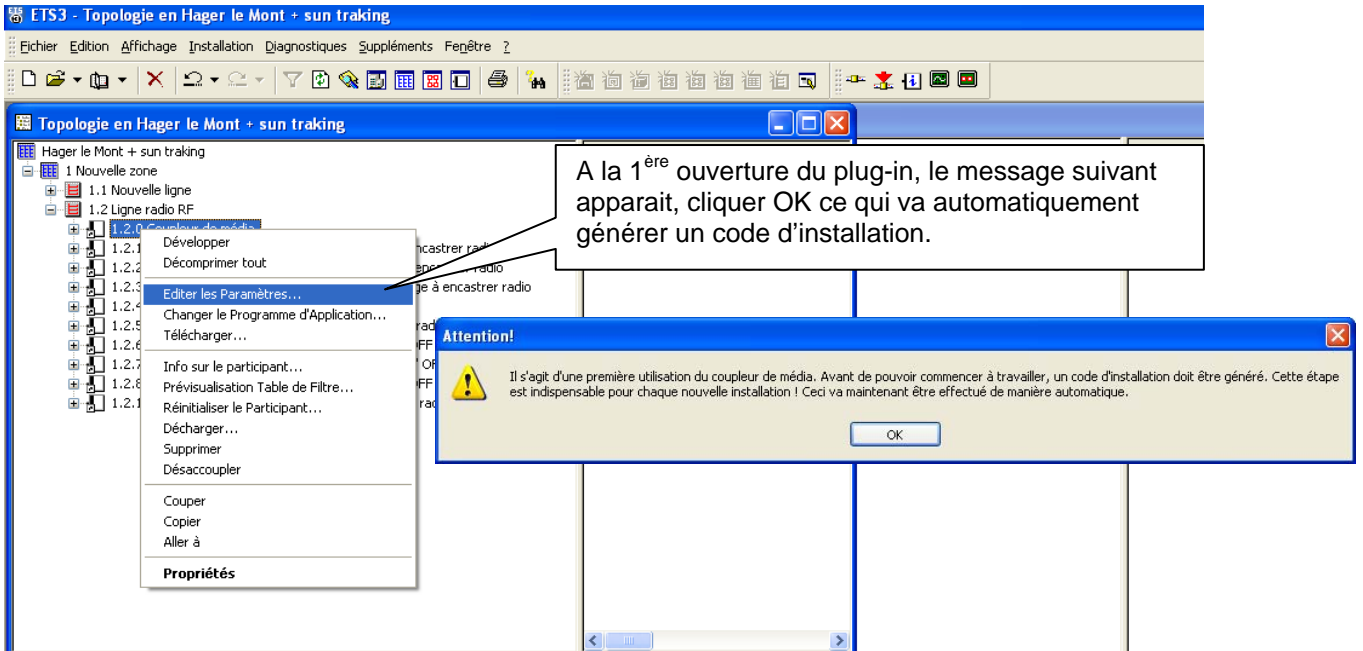 ETS3 - Topologie en Hager le Mont + sun traking
Fichier Edition Affichage Installation Diagnostiques Suppléments Fenêtre ?
Topologie en Hager le Mont + sun traking
Hager le Mont + sun traking
1 Nouvelle zone
1.1 Nouvelle ligne
1.2 Ligne radio RF
1.2.0 Coupleur de média
1.2.1
1.2.2
1.2.3
1.2.4
1.2.5
1.2.6
1.2.7
1.2.8
1.2.1
encastrer radio
encastrer radio
à encastrer radio
Développer
Décomprimer tout
Editer les Paramètres...
Changer le Programme d'Application...
Télécharger...
Info sur le participant...
Prévisualisation Table de Filtre...
Réinitialiser le Participant...
Décharger...
Supprimer
Désaccoupler
Couper
Copier
Aller à
Propriétés
A la 1ère ouverture du plug-in, le message suivant
apparait, cliquer OK ce qui va automatiquement
générer un code d'installation.
Attention!
Il s'agit d'une première utilisation du coupleur de média. Avant de pouvoir commencer à travailler, un code d'installation doit être généré. Cette étape
est indispensable pour chaque nouvelle installation ! Ceci va maintenant être effectué de manière automatique.
OK